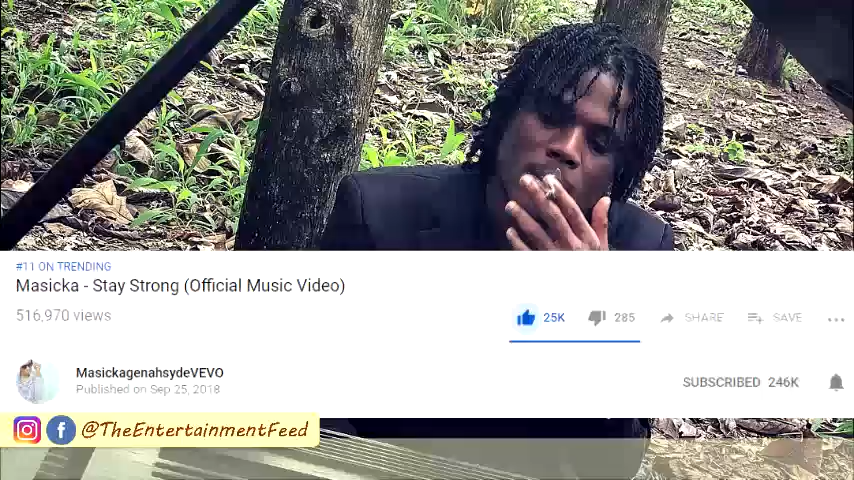 #11 ON TRENDING
Masicka - Stay Strong (Official Music Video)
516,970 views
25K 285 SHARE SAVE
MasickagenahsydeVEVO
Published on Sep 25, 2018
SUBSCRIBED 246K
@TheEntertainmentFeed